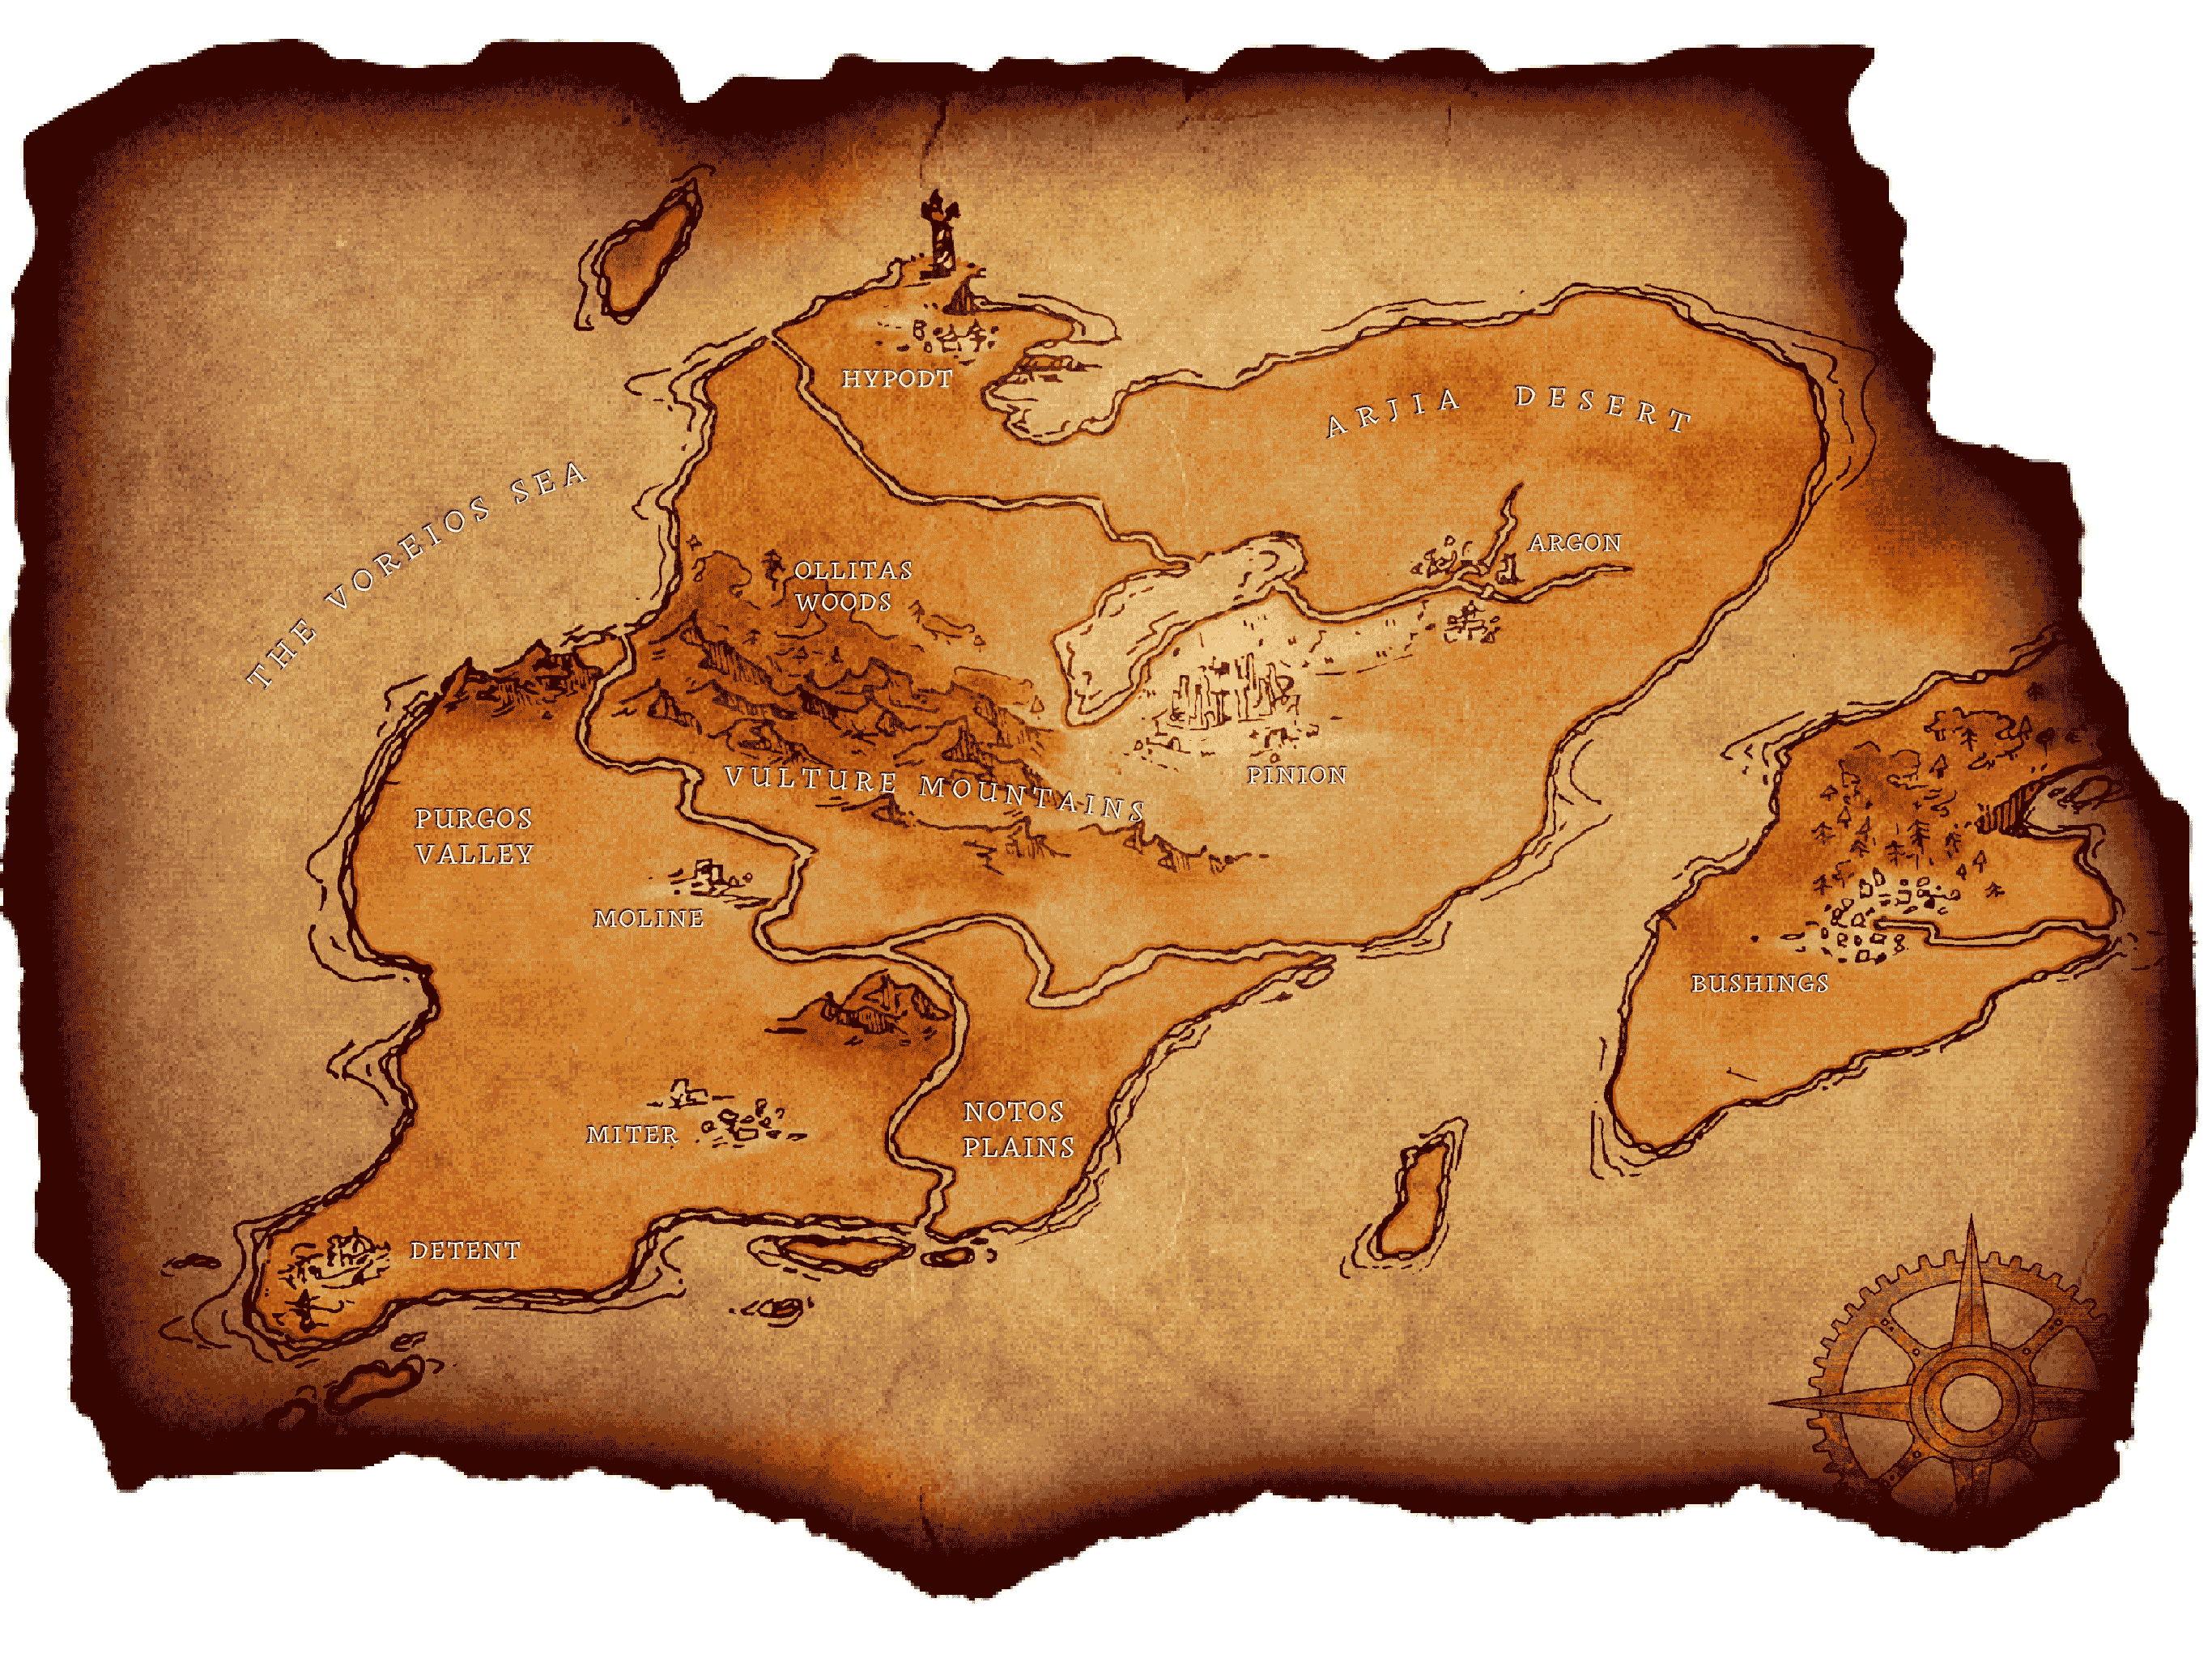 HYPODT
ARJIA DESERT
THE VOREIOS SEA
ARGON
OLLITAS
WOODS
VULTURE MOUNTAINS
PINION
PURGOS
VALLEY
MOLINE
BUSHINGS
NOTOS
PLAINS
MITER
DETENT